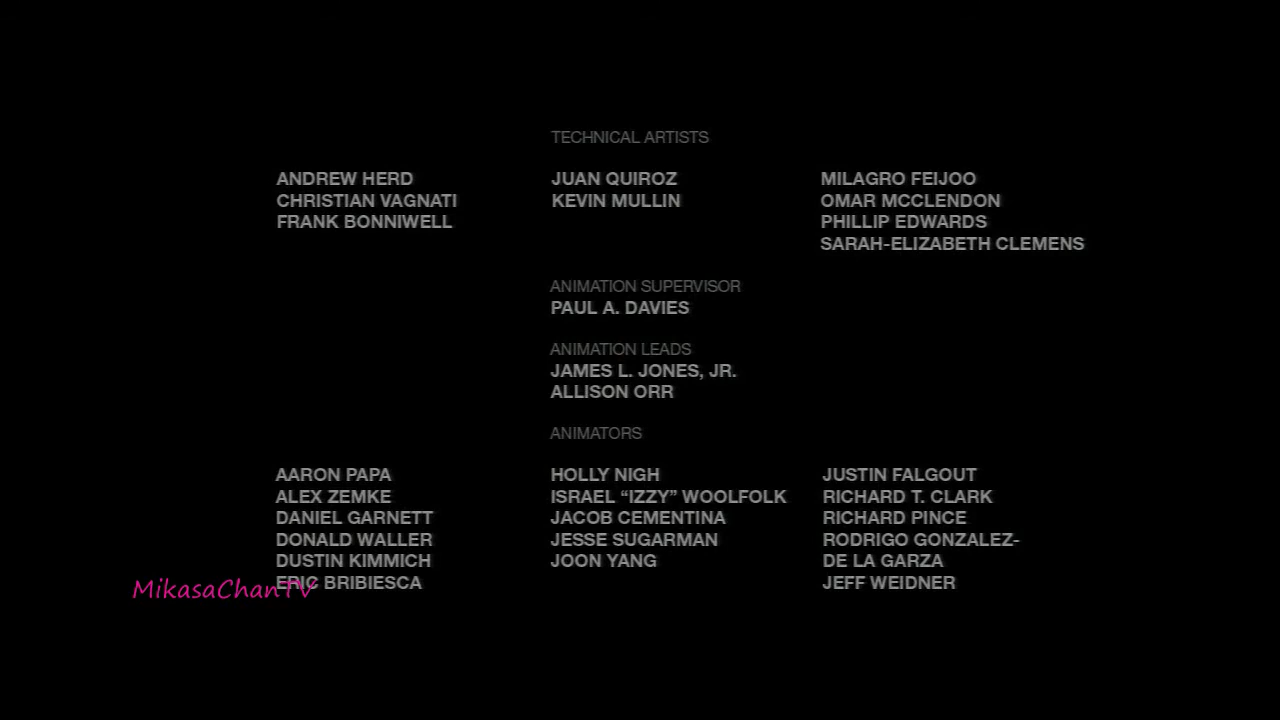 TECHNICAL ARTISTS
ANDREW HERD
CHRISTIAN VAGNATI
FRANK BONNIWELL
JUAN QUIROZ
KEVIN MULLIN
MILAGRO FEIJOO
OMAR MCCLENDON
PHILLIP EDWARDS
SARAH-ELIZABETH CLEMENS
ANIMATION SUPERVISOR
PAUL A. DAVIES
ANIMATION LEADS
JAMES L. JONES, JR.
ALLISON ORR
ANIMATORS
AARON PAPA
ALEX ZEMKE
DANIEL GARNETT
DONALD WALLER
DUSTIN KIMMICH
ERIC BRIBIESCA
HOLLY NIGH
ISRAEL “IZZY” WOOLFOLK
JACOB CEMENTINA
JESSE SUGARMAN
JOON YANG
JUSTIN FALGOUT
RICHARD T. CLARK
RICHARD PINCE
RODRIGO GONZALEZ-
DE LA GARZA
JEFF WEIDNER
MikasaChanTV